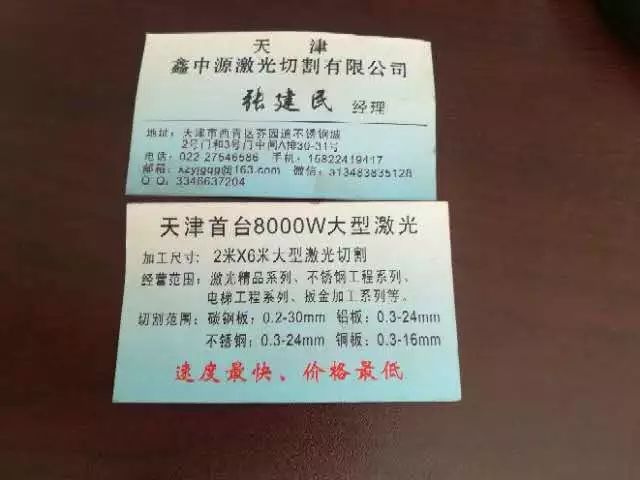 天津
鑫中源激光切割有限公司
张建民 经理
地址：天津市西青区芥园道不锈钢城
2号门和3号门中间A排30-31号
电话：022-27546586 手机：15822419417
邮箱：xzyjgqg@163.com 微信：313483835128
Q Q：3346637204
天津首台8000W大型激光
加工尺寸：2米X6米大型激光切割
经营范围：激光精品系列、不锈钢工程系列、
电梯工程系列、扳金加工系列等。
切割范围：碳钢板：0.2-30mm 铝板：0.3-24mm
不锈钢：0.3-24mm 铜板：0.3-16mm
速度最快、价格最低